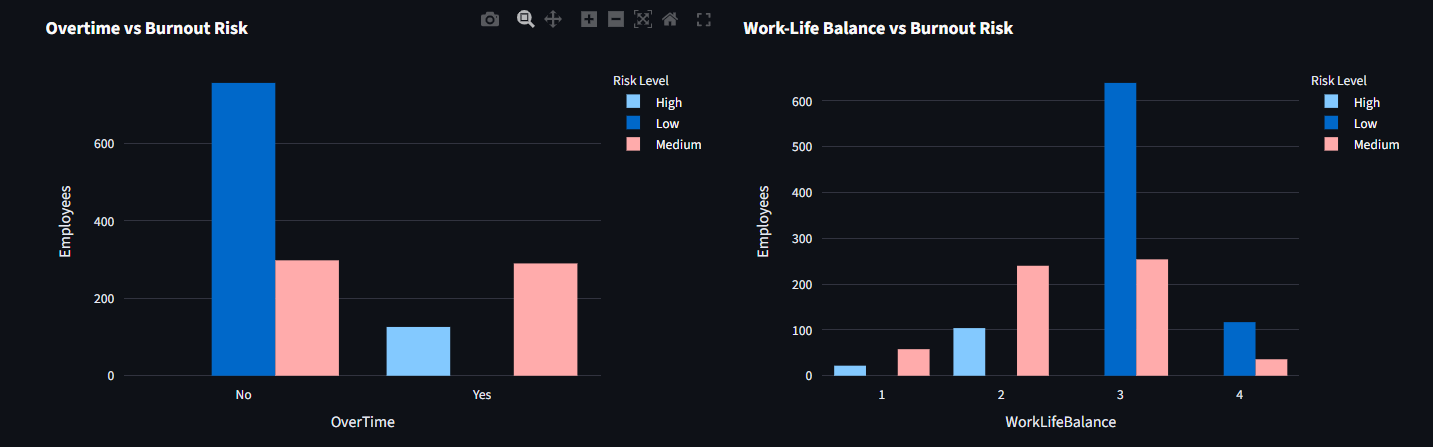 Overtime vs Burnout Risk
Risk Level
High
Low
Medium
600
400
200
0
Employees
No
Yes
OverTime
Work-Life Balance vs Burnout Risk
Risk Level
High
Low
Medium
600
500
400
300
200
100
0
Employees
1
2
3
4
WorkLifeBalance